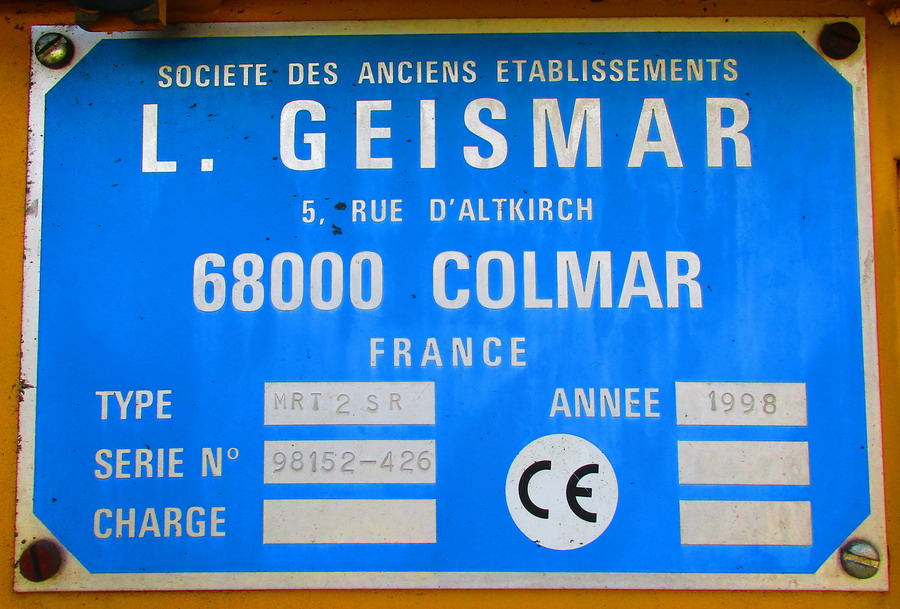 SOCIETE DES ANCIENS ETABLISSEMENTS
L. GEISMAR
5, RUE D'ALTKIRCH
68000 COLMAR
FRANCE
TYPE MRT 2 SR ANNEE 1998
SERIE N° 98152-426
CHARGE CE